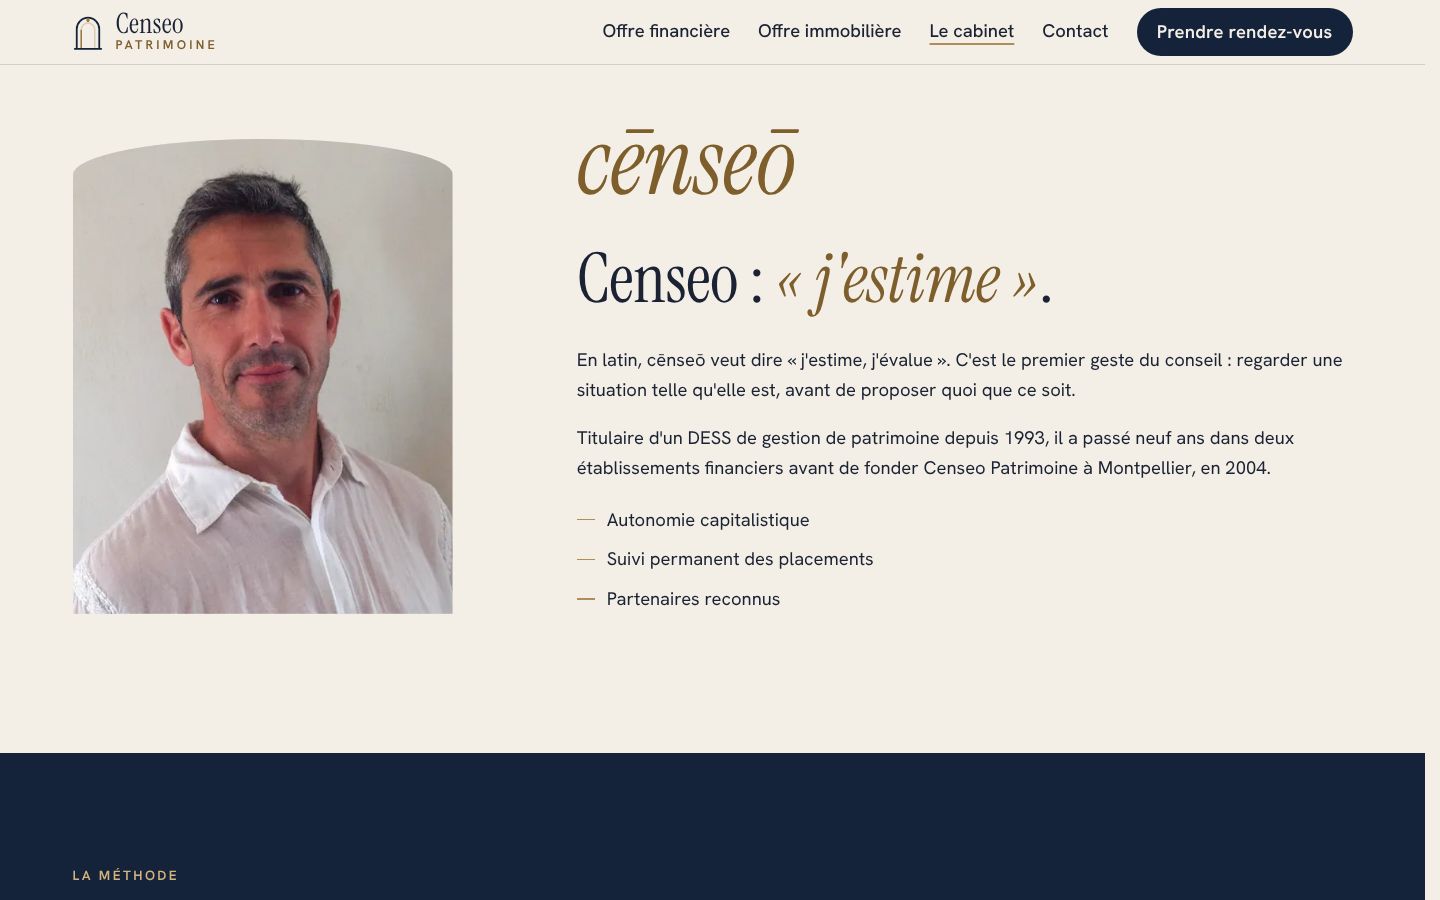 Censeo
PATRIMOINE
Offre financière
Offre immobilière
Le cabinet
Contact
Prendre rendez-vous
cēnseō
Censeo : « j'estime ».
En latin, cēnseō veut dire « j'estime, j'évalue ». C'est le premier geste du conseil : regarder une
situation telle qu'elle est, avant de proposer quoi que ce soit.
Titulaire d'un DESS de gestion de patrimoine depuis 1993, il a passé neuf ans dans deux
établissements financiers avant de fonder Censeo Patrimoine à Montpellier, en 2004.
Autonomie capitalistique
Suivi permanent des placements
Partenaires reconnus
LA MÉTHODE